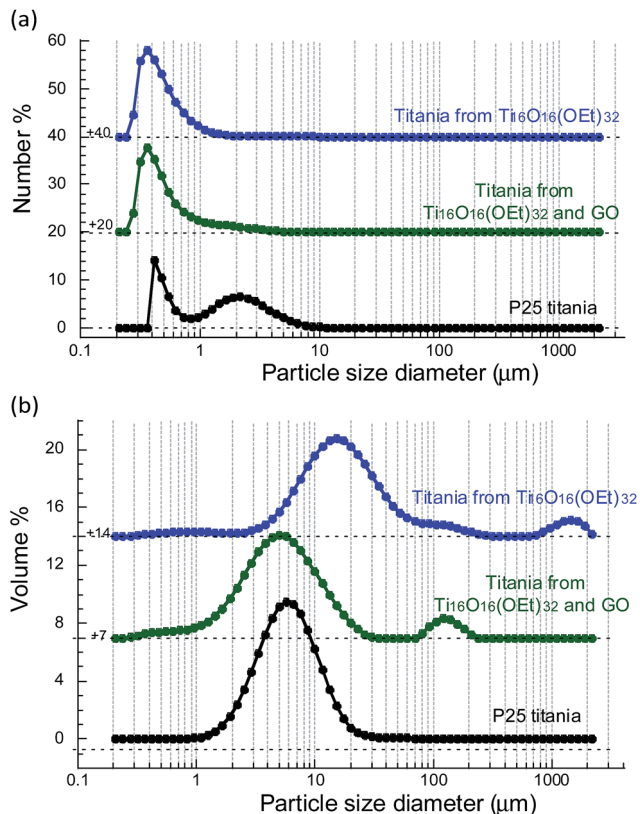 (a)
60
50
40
30
20
10
0
+40
+20
Number %
Titania from Ti16O16(OEt)32
Titania from
Ti16O16(OEt)32 and GO
P25 titania
0.1 1 10 100 1000
Particle size diameter (μm)
(b)
20
16
12
8
4
0
+14
+7
Volume %
Titania from Ti16O16(OEt)32
Titania from
Ti16O16(OEt)32 and GO
P25 titania
0.1 1 10 100 1000
Particle size diameter (μm)